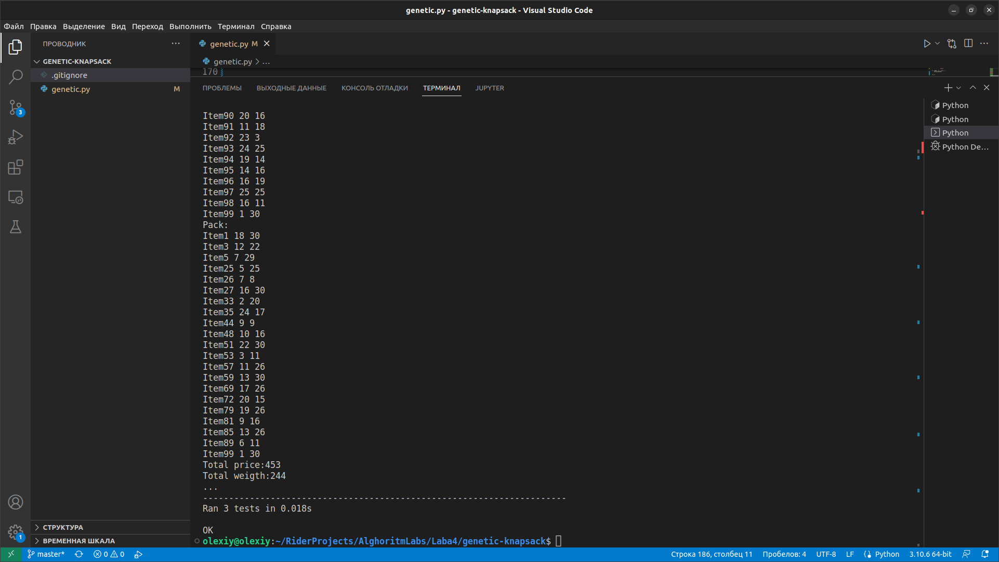 genetic.py - genetic-knapsack - Visual Studio Code
Файл Правка Выделение Вид Переход Выполнить Терминал Справка
ПРОВОДНИК
GENETIC-KNAPSACK
.gitignore
genetic.py M
3
1
СТРУКТУРА
ВРЕМЕННАЯ ШКАЛА
genetic.py M
genetic.py > ...
170
ПРОБЛЕМЫ ВЫХОДНЫЕ ДАННЫЕ КОНСОЛЬ ОТЛАДКИ ТЕРМИНАЛ JUPYTER
Item90 20 16
Item91 11 18
Item92 23 3
Item93 24 25
Item94 19 14
Item95 14 16
Item96 16 19
Item97 25 25
Item98 16 11
Item99 1 30
Pack:
Item1 18 30
Item3 12 22
Item5 7 29
Item25 5 25
Item26 7 8
Item27 16 30
Item33 2 20
Item35 24 17
Item44 9 9
Item48 10 16
Item51 22 30
Item53 3 11
Item57 11 26
Item59 13 30
Item69 17 26
Item72 20 15
Item79 19 26
Item81 9 16
Item85 13 26
Item89 6 11
Item99 1 30
Total price:453
Total weigth:244
...
----------------------------------------------------------------------
Ran 3 tests in 0.018s
OK
olexiy@olexiy:~/RiderProjects/AlghoritmLabs/Laba4/genetic-knapsack$
Python
Python
Python
Python De...
master* 0 0
Строка 186, столбец 11 Пробелов: 4 UTF-8 LF Python 3.10.6 64-bit